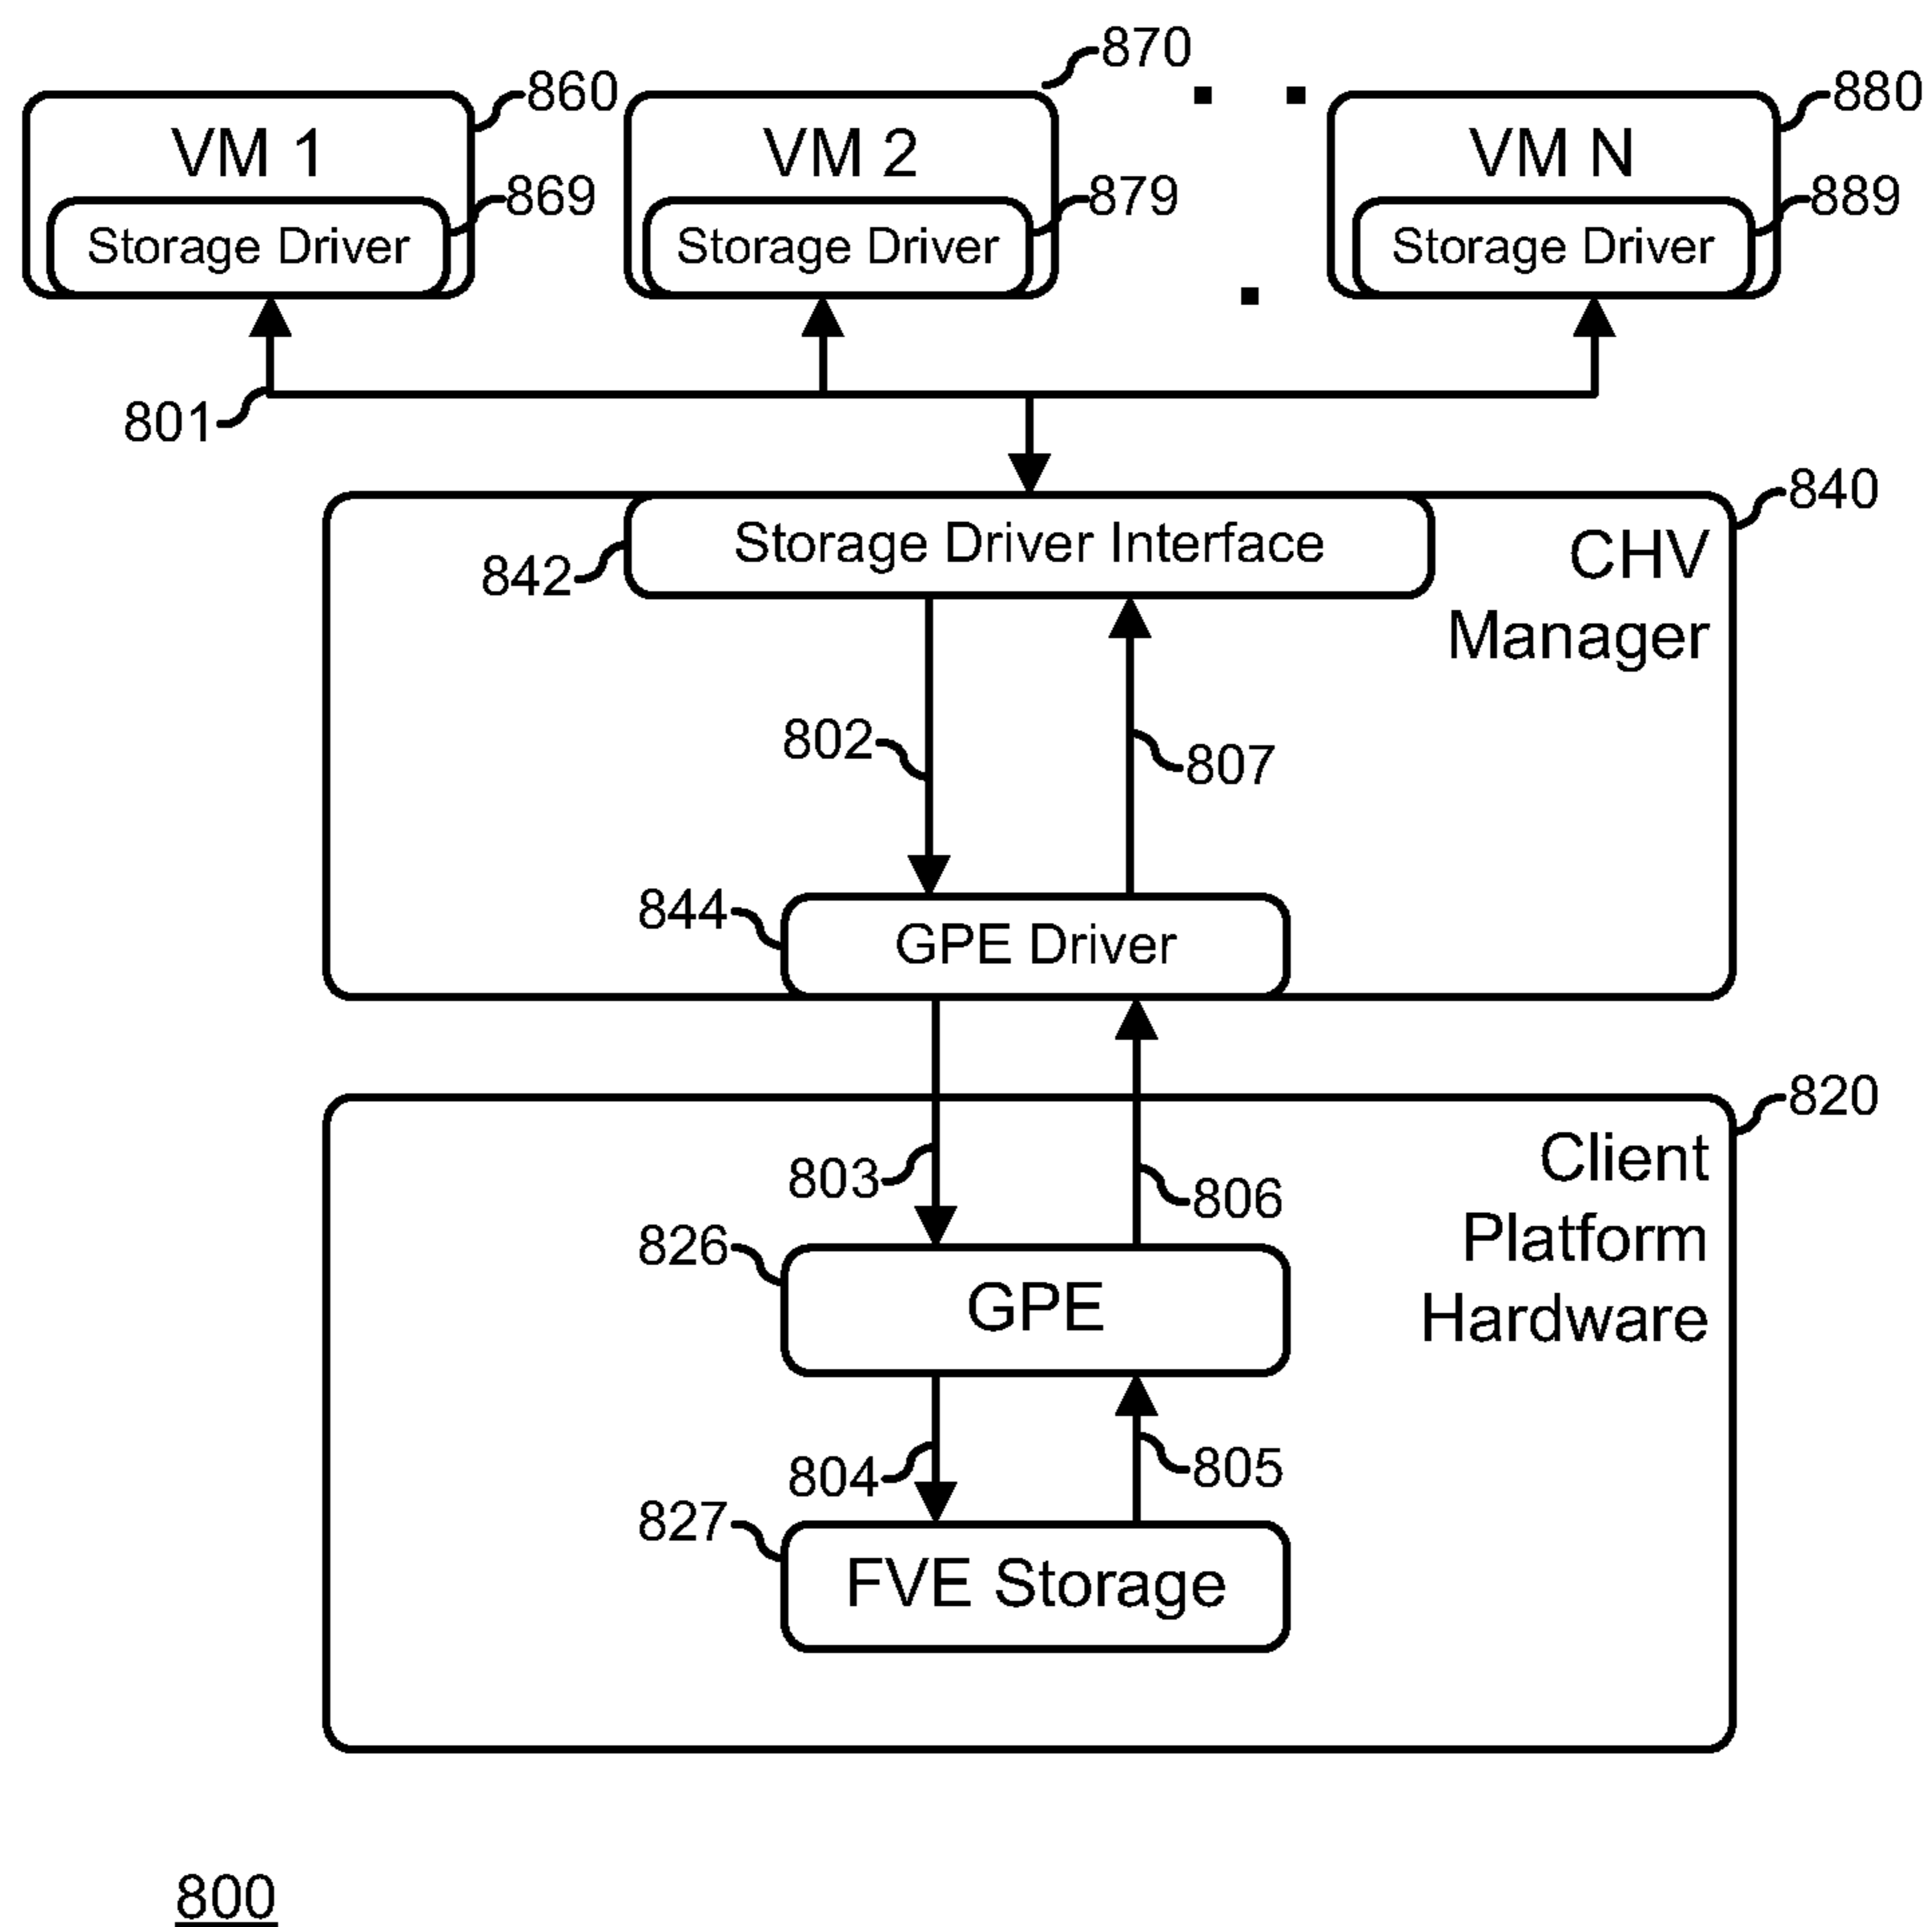 870
860
880
VM 1
VM 2
VM N
869
879
889
Storage Driver
Storage Driver
Storage Driver
801
840
Storage Driver Interface
842
CHV
Manager
802
807
844
GPE Driver
820
Client
Platform
Hardware
803
806
826
GPE
804
805
827
FVE Storage
800